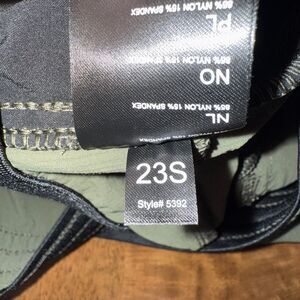 PL
85% NYLON 15% SPANDEX
NO
85% NYLON 15% SPANDEX
NL
85% NYLON 15% SPANDEX
23S
Style# 5392